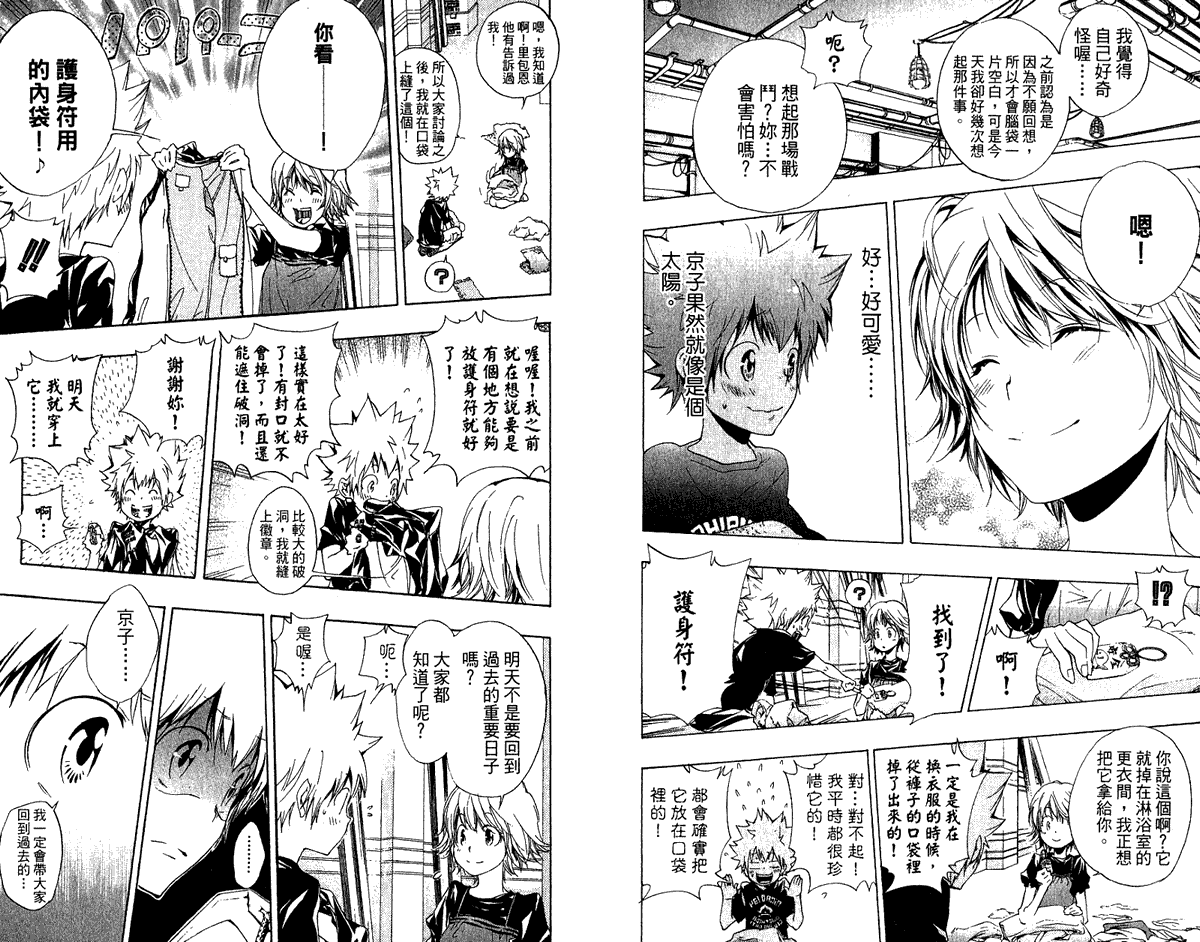 我覺得
自己好奇
怪喔⋯⋯
之前認為是
因為不願回想，
所以才會腦袋一
片空白，可是今
天我卻好幾次想
起那件事。
呃？
想起那場戰
鬥？妳⋯不
會害怕嗎？
嗯！
好⋯好可愛⋯⋯
京子果然就像是個
太陽。
!?
啊！
找到了！
?
護身符！
你說這個啊？它
就掉在淋浴室的
更衣間，我正想
把它拿給你。
一定是我在
換衣服的時候，
從褲子的口袋裡
掉了出來的！
對⋯對不起！
我平時都很珍
惜它的！
都會確實把
它放在口袋
裡的！
嗯，我知道
啊！里包恩
他有告訴過
我！
所以大家討論之
後，我就在口袋
上縫了這個！
?
你看——！
護身符用
的內袋！♪
!!
喔喔！我之前
就在想說要是
有個地方能夠
放護身符就好
了！
這樣實在太好
了！有封口就不
會掉了，而且還
能遮住破洞！
比較大的破
洞，我就縫
上徽章。
謝謝妳！
明天
我就穿上
它⋯⋯⋯
啊⋯
明天不是要回到
過去的重要日子
嗎？
大家都
知道了呢？
呃⋯
是喔⋯
⋯⋯
京子⋯⋯
我一定會帶大家
回到過去的⋯